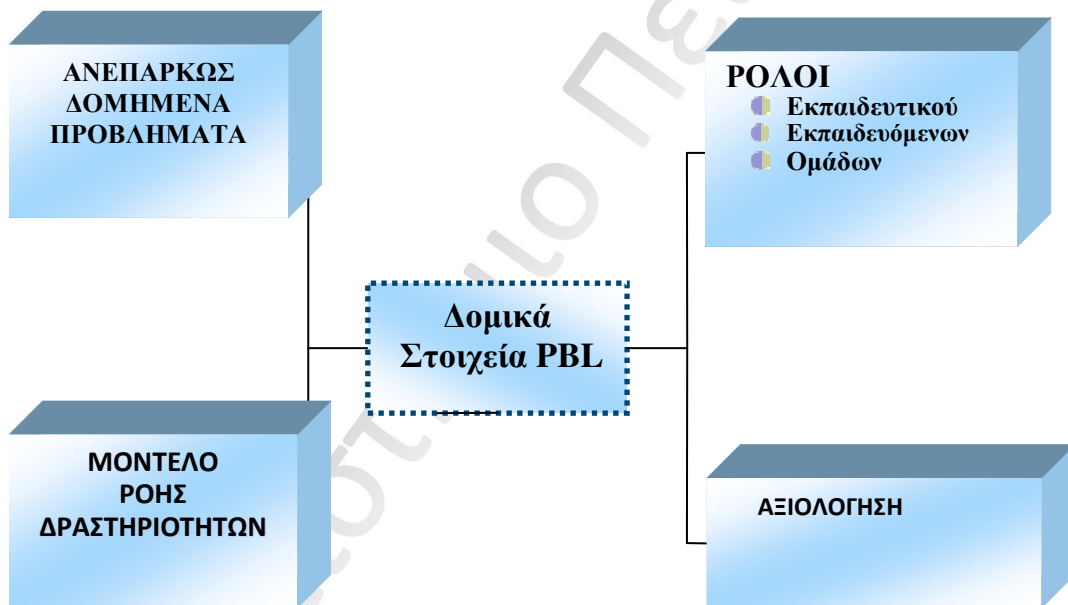 ΑΝΕΠΑΡΚΩΣ
ΔΟΜΗΜΕΝΑ
ΠΡΟΒΛΗΜΑΤΑ
ΡΟΛΟΙ
Εκπαιδευτικού
Εκπαιδευόμενων
Ομάδων
Δομικά
Στοιχεία PBL
ΜΟΝΤΕΛΟ
ΡΟΗΣ
ΔΡΑΣΤΗΡΙΟΤΗΤΩΝ
ΑΞΙΟΛΟΓΗΣΗ